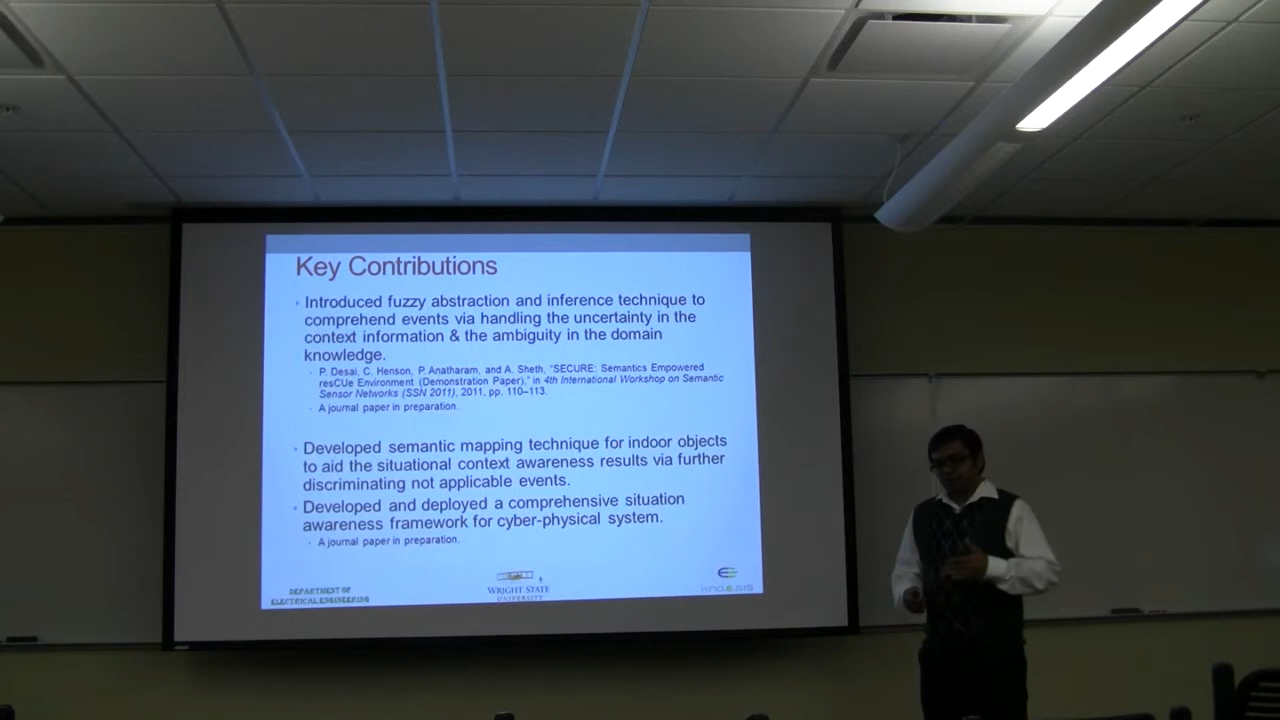 Key Contributions
• Introduced fuzzy abstraction and inference technique to
comprehend events via handling the uncertainty in the
context information & the ambiguity in the domain
knowledge.
• P. Desai, C. Henson, P. Anatharam, and A. Sheth, "SECURE: Semantics Empowered
resCUe Environment (Demonstration Paper)," in 4th International Workshop on Semantic
Sensor Networks (SSN 2011), 2011, pp. 110–113.
• A journal paper in preparation.
• Developed semantic mapping technique for indoor objects
to aid the situational context awareness results via further
discriminating not applicable events.
• Developed and deployed a comprehensive situation
awareness framework for cyber-physical system.
• A journal paper in preparation.
DEPARTMENT OF
ELECTRICAL ENGINEERING
WRIGHT STATE
UNIVERSITY
kno.e.sis